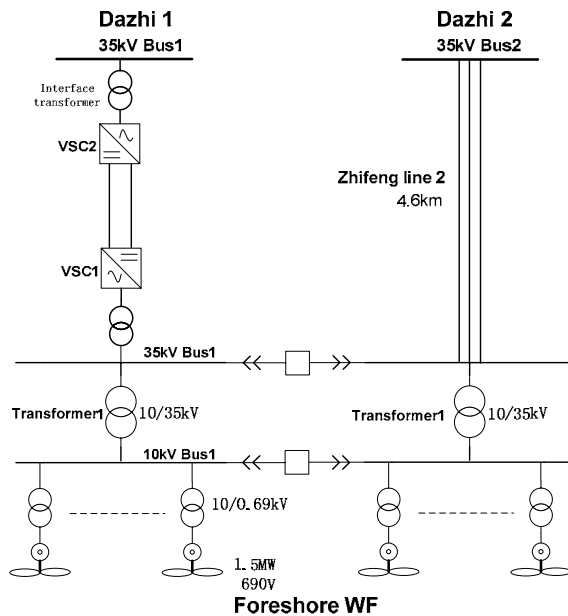 Dazhi 1
35kV Bus1
Dazhi 2
35kV Bus2
Interface
transformer
VSC2
Zhifeng line 2
4.6km
VSC1
35kV Bus1
Transformer1
10/35kV
Transformer1
10/35kV
10kV Bus1
10/0.69kV
1.5MW
690V
Foreshore WF